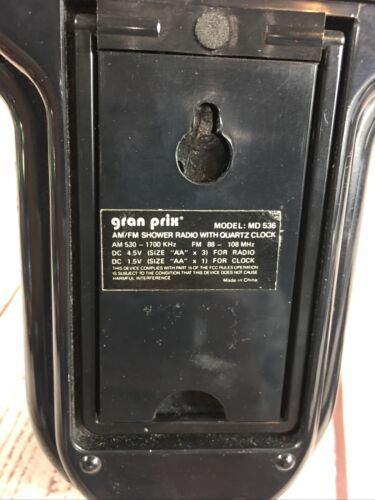 gran prix® MODEL: MD 536
AM/FM SHOWER RADIO WITH QUARTZ CLOCK
AM 530 - 1700 KHz FM 88 - 108 MHz
DC 4.5V (SIZE "AA" x 3) FOR RADIO
DC 1.5V (SIZE "AA" x 1) FOR CLOCK
THIS DEVICE COMPLIES WITH PART 15 OF THE FCC RULES OPERATION
IS SUBJECT TO THE CONDITION THAT THIS DEVICE DOES NOT CAUSE
HARMFUL INTERFERENCE Made in China